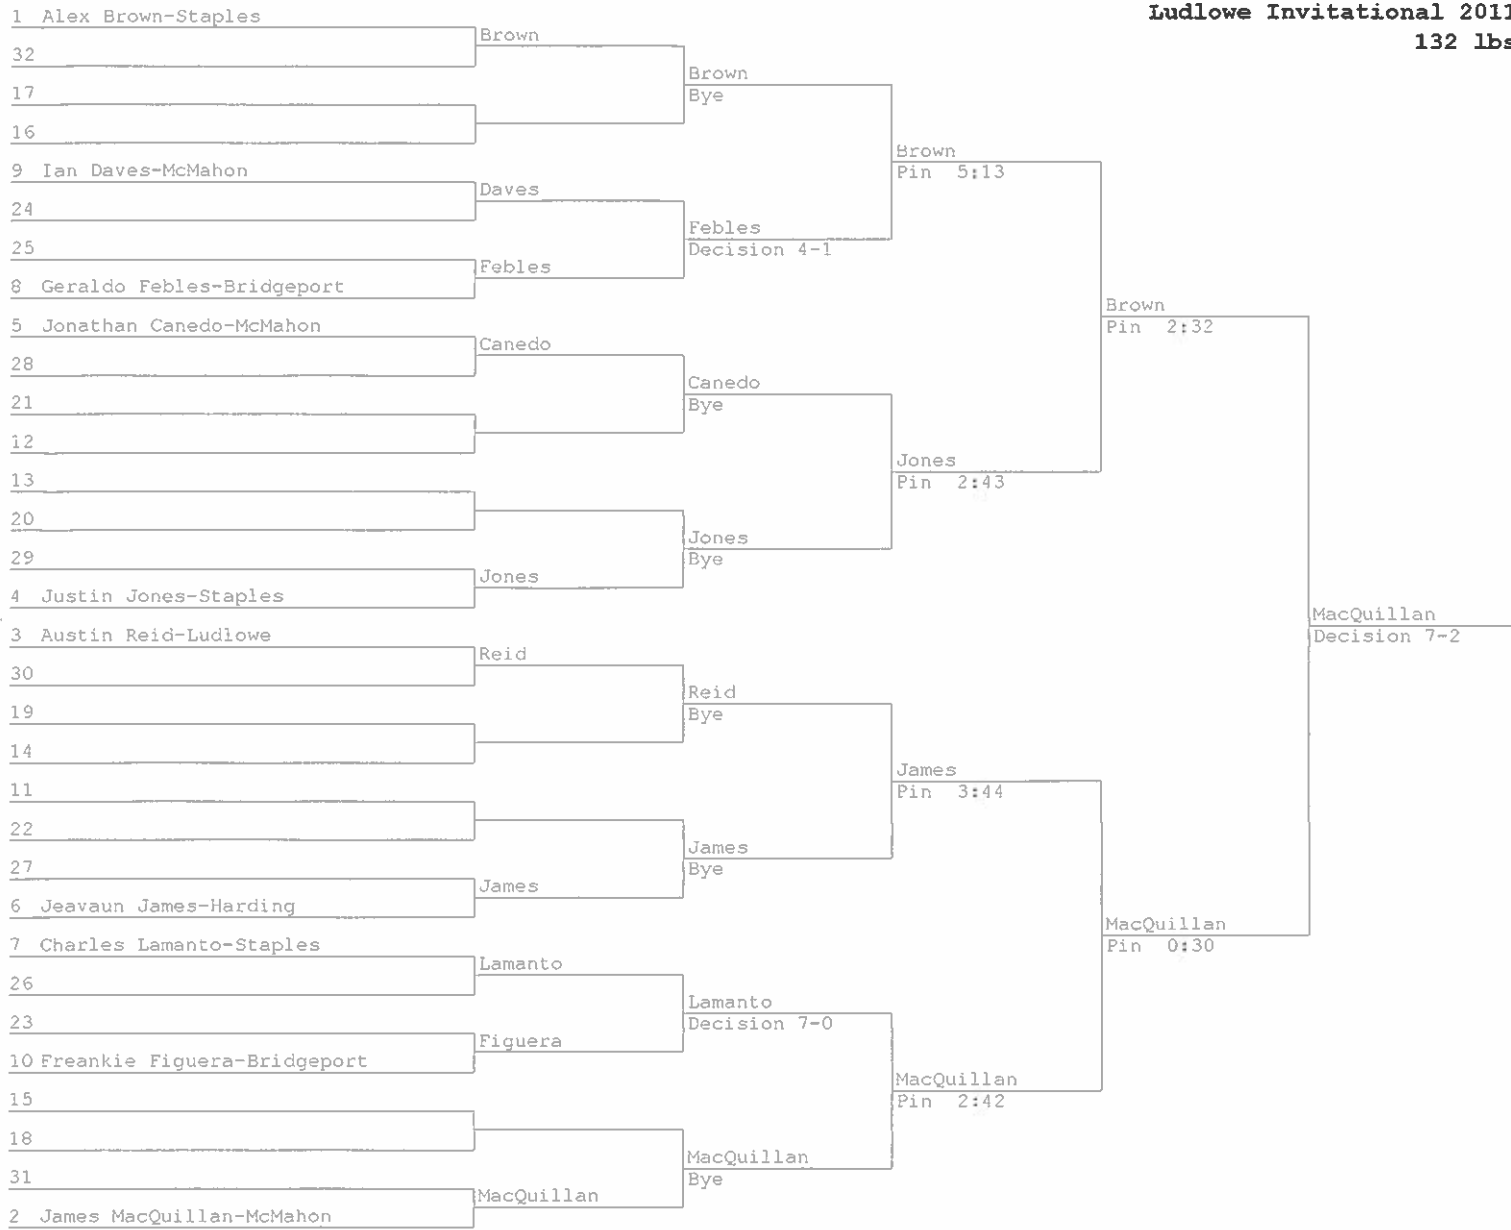 Ludlowe Invitational 2011
132 lbs
1 Alex Brown-Staples
Brown
32
Brown
Bye
17
16
Brown
Pin 5:13
9 Ian Daves-McMahon
Daves
24
Febles
Decision 4-1
25
Febles
8 Geraldo Febles-Bridgeport
Brown
Pin 2:32
5 Jonathan Canedo-McMahon
Canedo
28
Canedo
Bye
21
12
Jones
Pin 2:43
13
20
Jones
Bye
29
Jones
4 Justin Jones-Staples
MacQuillan
Decision 7-2
3 Austin Reid-Ludlowe
Reid
30
Reid
Bye
19
14
James
Pin 3:44
11
22
James
Bye
27
James
6 Jeavaun James-Harding
MacQuillan
Pin 0:30
7 Charles Lamanto-Staples
Lamanto
26
Lamanto
Decision 7-0
23
Figuera
10 Freankie Figuera-Bridgeport
MacQuillan
Pin 2:42
15
18
MacQuillan
Bye
31
MacQuillan
2 James MacQuillan-McMahon